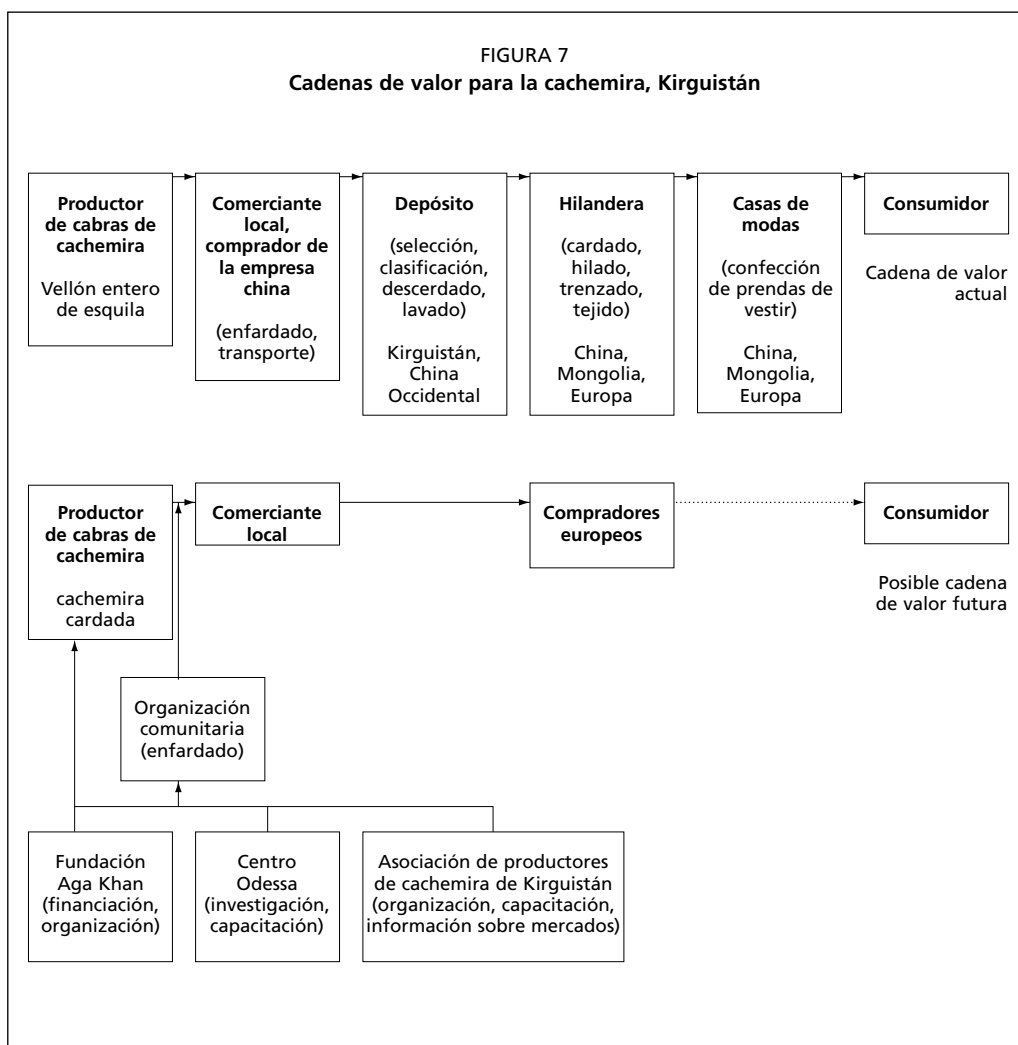 FIGURA 7
Cadenas de valor para la cachemira, Kirguistán
Productor
de cabras de
cachemira
Vellón entero
de esquila
Comerciante
local,
comprador de
la empresa
china
(enfardado,
transporte)
Depósito
(selección,
clasificación,
descerdado,
lavado)
Kirguistán,
China
Occidental
Hilandera
(cardado,
hilado,
trenzado,
tejido)
China,
Mongolia,
Europa
Casas de
modas
(confección
de prendas de
vestir)
China,
Mongolia,
Europa
Consumidor
Cadena de valor
actual
Productor
de cabras de
cachemira
cachemira
cardada
Comerciante
local
Compradores
europeos
Consumidor
Posible cadena
de valor futura
Organización
comunitaria
(enfardado)
Fundación
Aga Khan
(financiación,
organización)
Centro
Odessa
(investigación,
capacitación)
Asociación de productores
de cachemira de Kirguistán
(organización, capacitación,
información sobre mercados)